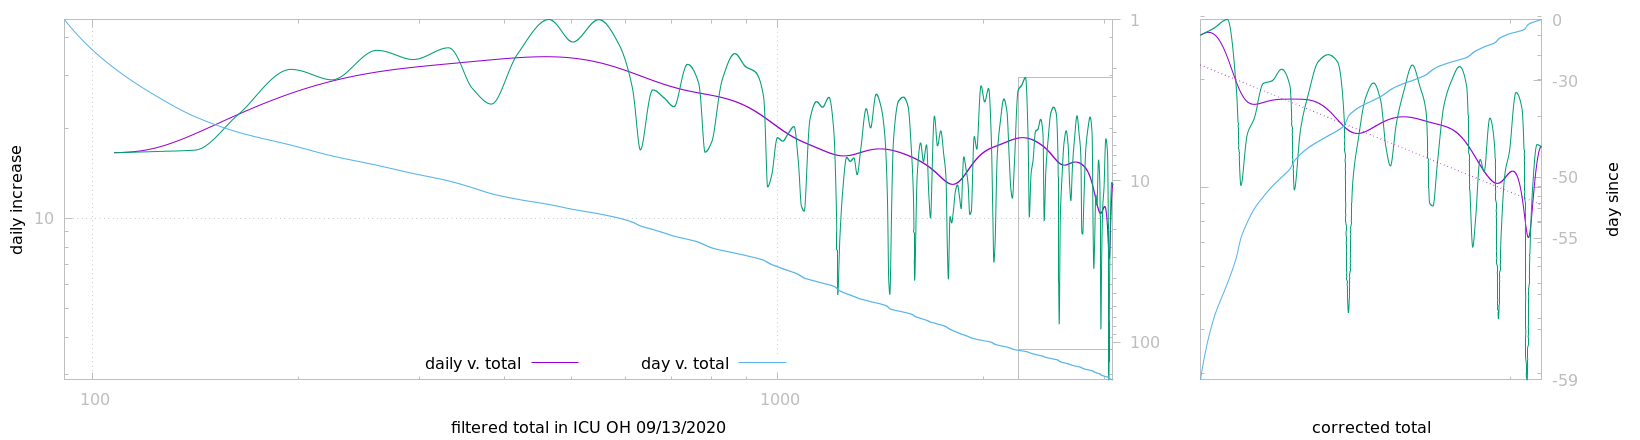 1
0
-30
daily increase
10
10
-50
day since
-55
100
daily v. total
day v. total
-59
100
1000
filtered total in ICU OH 09/13/2020
corrected total